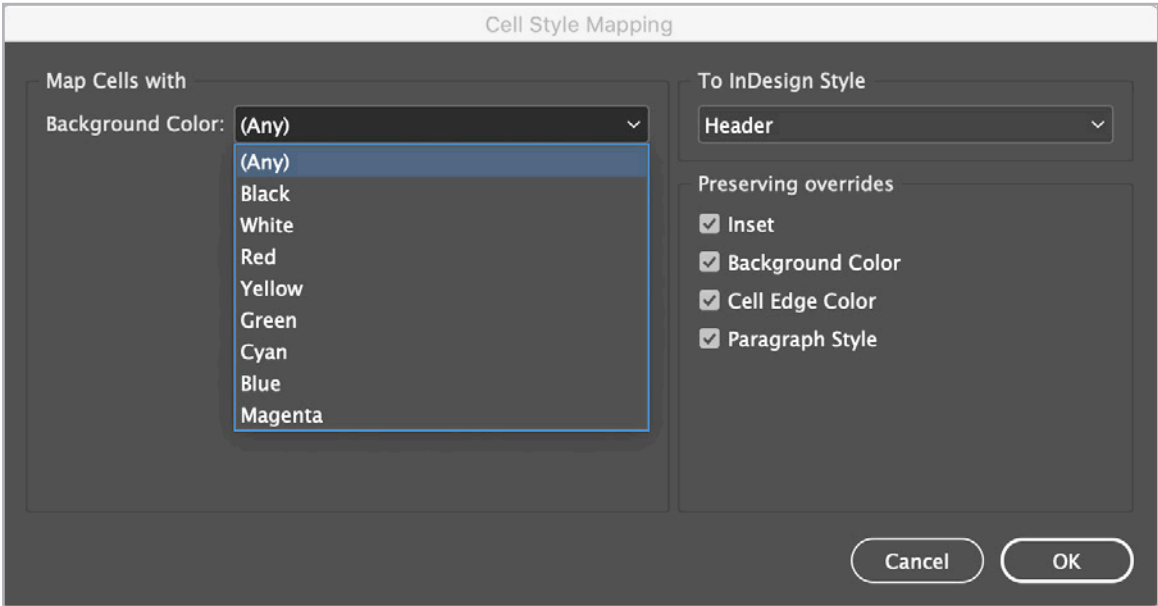 Cell Style Mapping
Map Cells with
Background Color: (Any)
(Any)
Black
White
Red
Yellow
Green
Cyan
Blue
Magenta
To InDesign Style
Header
Preserving overrides
Inset
Background Color
Cell Edge Color
Paragraph Style
Cancel OK